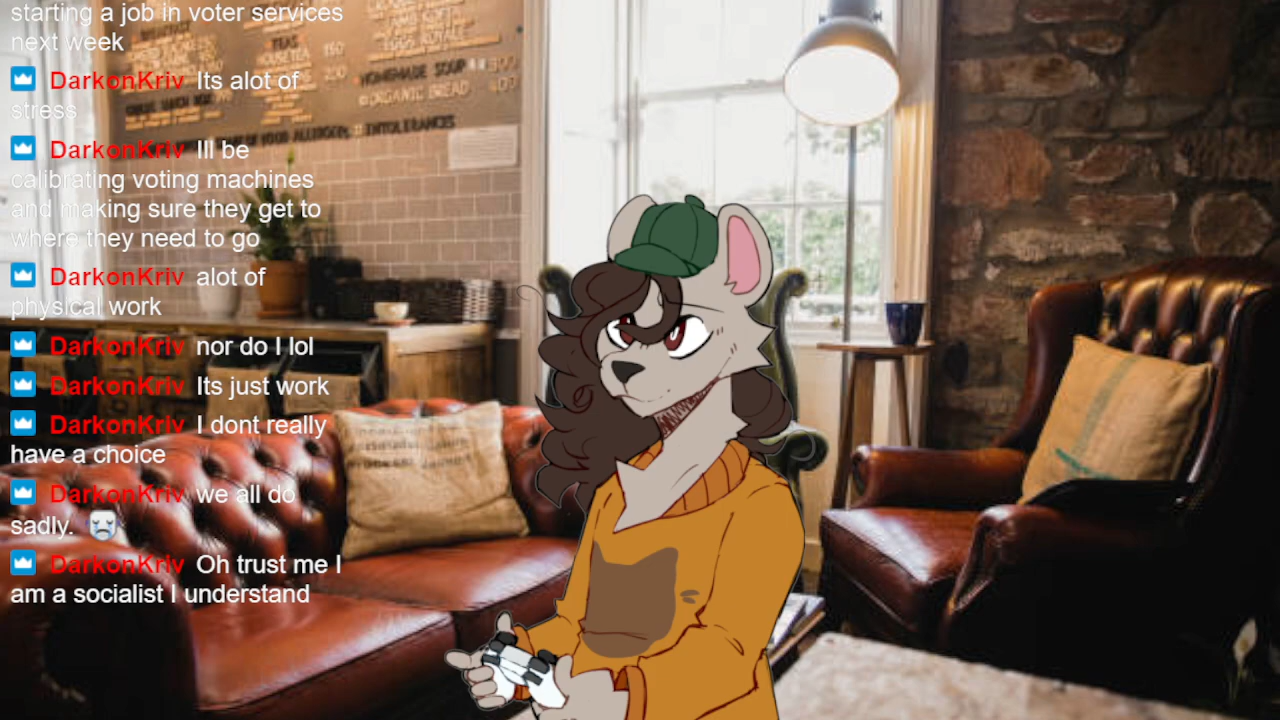 starting a job in voter services
next week
DarkonKriv Its alot of
stress
DarkonKriv Ill be
calibrating voting machines
and making sure they get to
where they need to go
DarkonKriv alot of
physical work
DarkonKriv nor do I lol
DarkonKriv Its just work
DarkonKriv I dont really
have a choice
DarkonKriv we all do
sadly.
DarkonKriv Oh trust me I
am a socialist I understand
TEAS
HOMEMADE SOUP
ORGANIC BREAD
INTOLERANCES